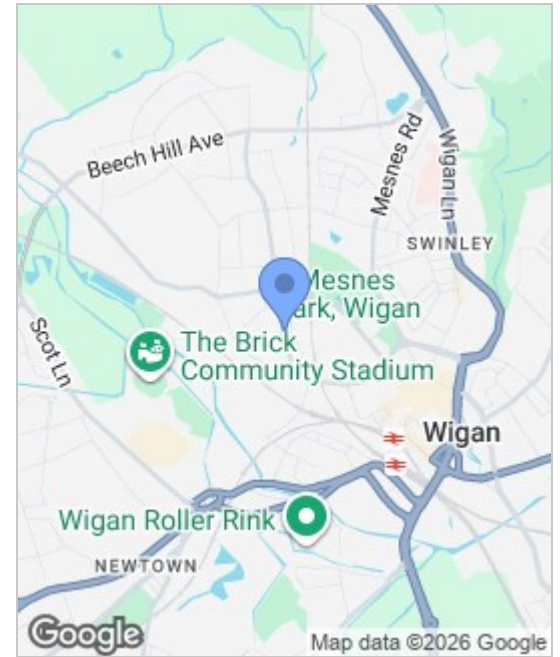 Beech Hill Ave
Mesnes Rd
Wigan Ln
SWINLEY
Mesnes
Park, Wigan
Scot Ln
The Brick
Community Stadium
Wigan
Wigan Roller Rink
NEWTOWN
Google
Map data ©2026 Google